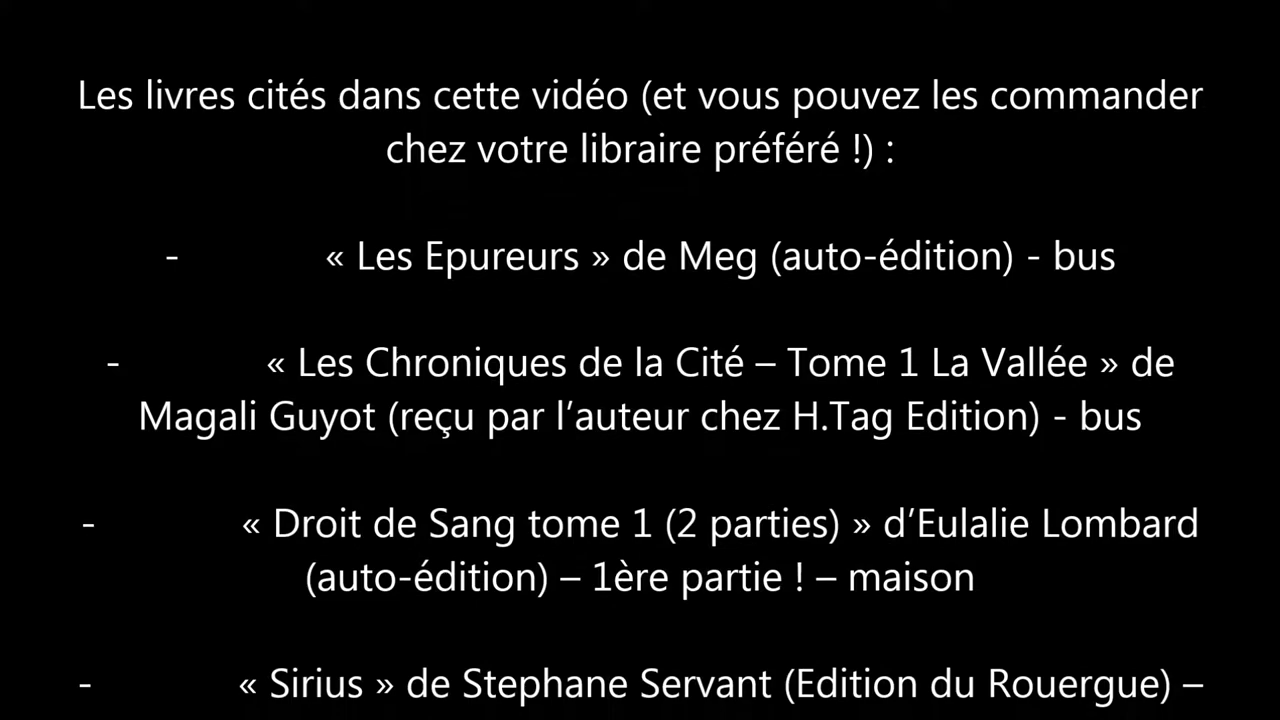 Les livres cités dans cette vidéo (et vous pouvez les commander
chez votre libraire préféré !) :
- « Les Epureurs » de Meg (auto-édition) - bus
- « Les Chroniques de la Cité – Tome 1 La Vallée » de
Magali Guyot (reçu par l’auteur chez H.Tag Edition) - bus
- « Droit de Sang tome 1 (2 parties) » d’Eulalie Lombard
(auto-édition) – 1ère partie ! – maison
- « Sirius » de Stephane Servant (Edition du Rouergue) –